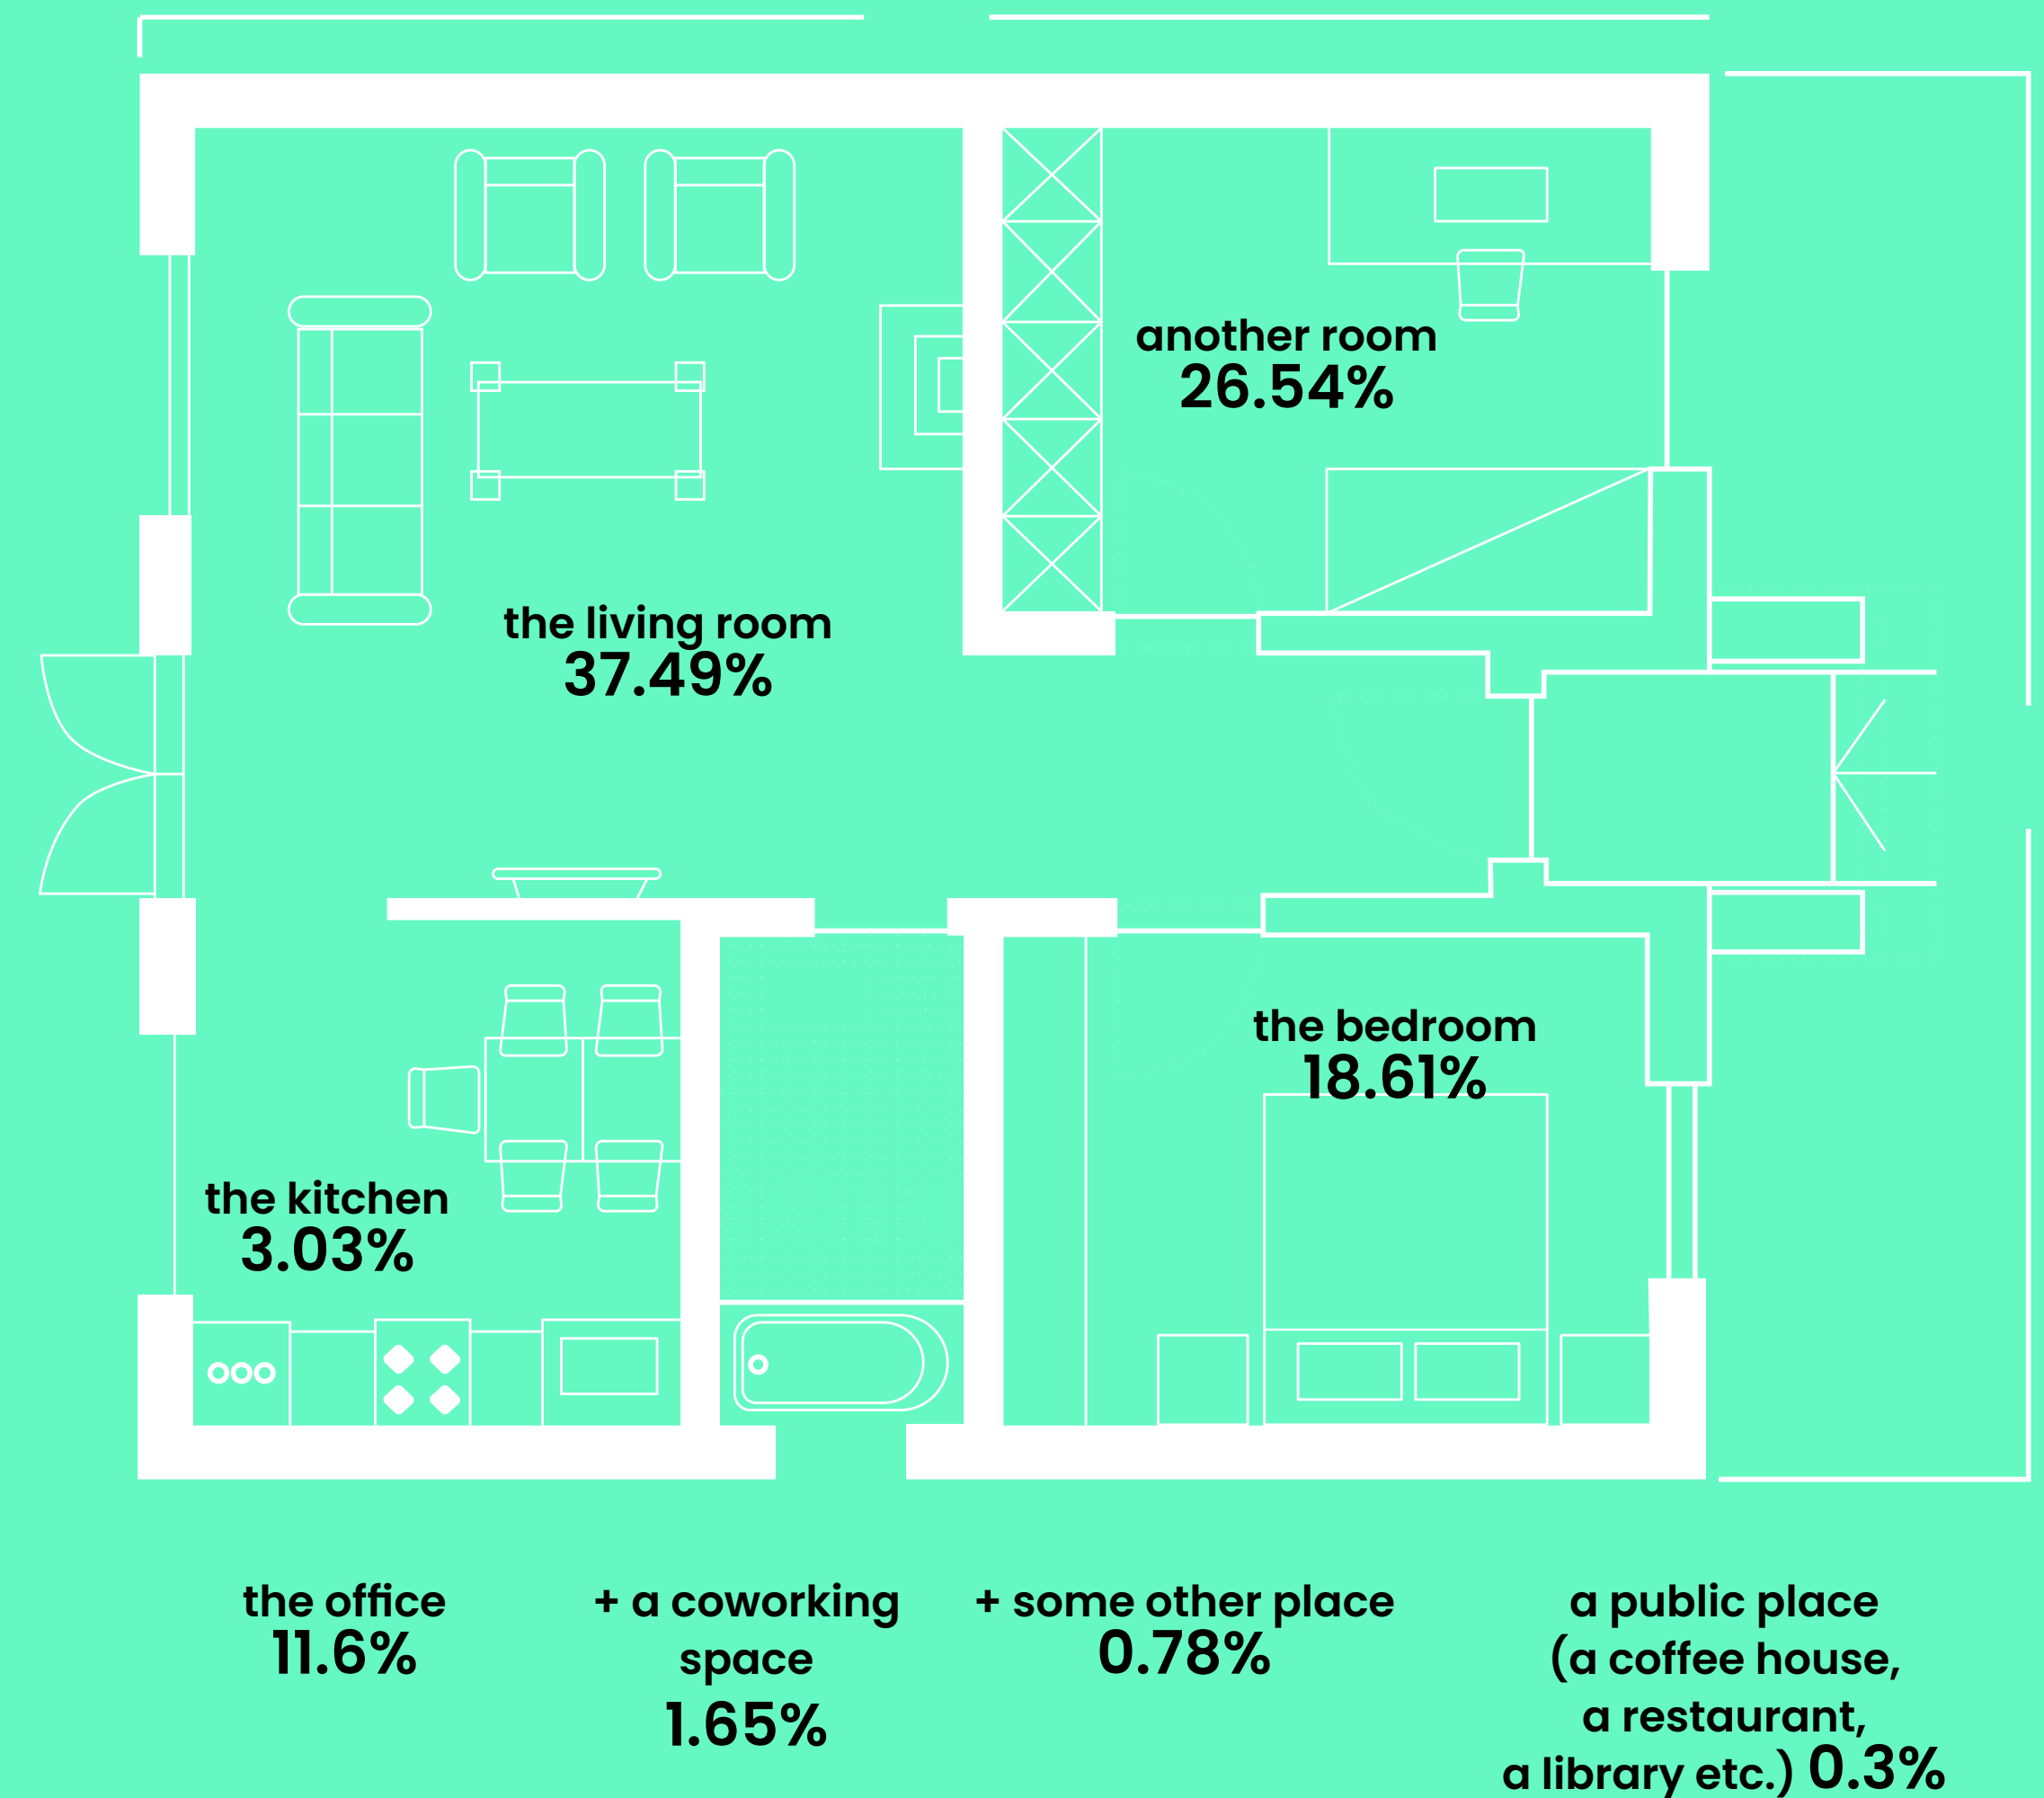 another room
26.54%
the living room
37.49%
the bedroom
18.61%
the kitchen
3.03%
the office
11.6%
+ a coworking
space
1.65%
+ some other place
0.78%
a public place
(a coffee house,
a restaurant,
a library etc.) 0.3%